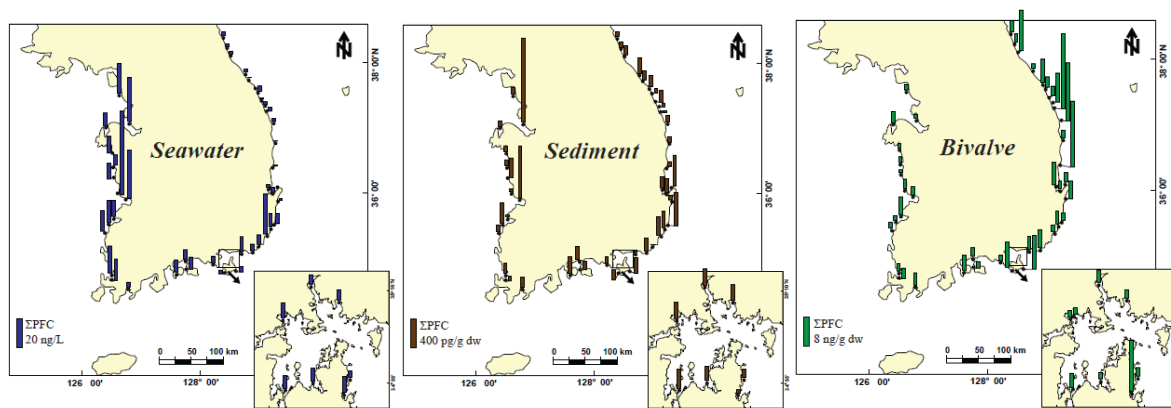 N
38 00'N
Seawater
36 00'
ΣPFC
20 ng/L
0 50 100 km
126 00'
128 00'
34 50'
N
38 00'N
Sediment
36 00'
ΣPFC
400 pg/g dw
0 50 100 km
126 00'
128 00'
N
38 00'N
Bivalve
36 00'
ΣPFC
8 ng/g dw
0 50 100 km
126 00'
128 00'